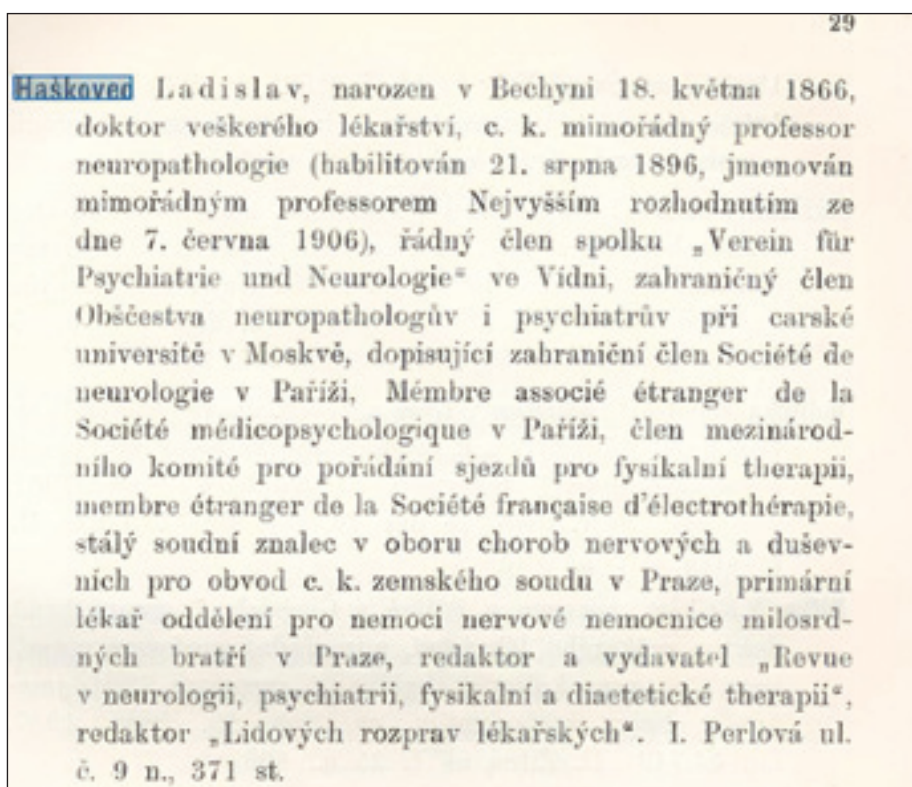 29
Haškovec Ladislav, narozen v Bechyni 18. května 1866,
doktor veškerého lékařství, c. k. mimořádný professor
neuropathologie (habilitován 21. srpna 1896, jmenován
mimořádným professorem Nejvyšším rozhodnutím ze
dne 7. června 1906), řádný člen spolku „Verein für
Psychiatrie und Neurologie“ ve Vídni, zahraničný člen
Obščestva neuropathologův i psychiatrův při carské
universitě v Moskvě, dopisující zahraniční člen Société de
neurologie v Paříži, Mémbre associé étranger de la
Société médicopsychologique v Paříži, člen mezinárod-
ního komité pro pořádání sjezdů pro fysikalní therapii,
membre étranger de la Société française d'électrothérapie,
stálý soudní znalec v oboru chorob nervových a dušev-
ních pro obvod c. k. zemského soudu v Praze, primární
lékař oddělení pro nemoci nervové nemocnice milosrd-
ných bratří v Praze, redaktor a vydavatel „Revue
v neurologii, psychiatrii, fysikalní a diaetetické therapii“,
redaktor „Lidových rozprav lékařských“. I. Perlová ul.
č. 9 n., 371 st.